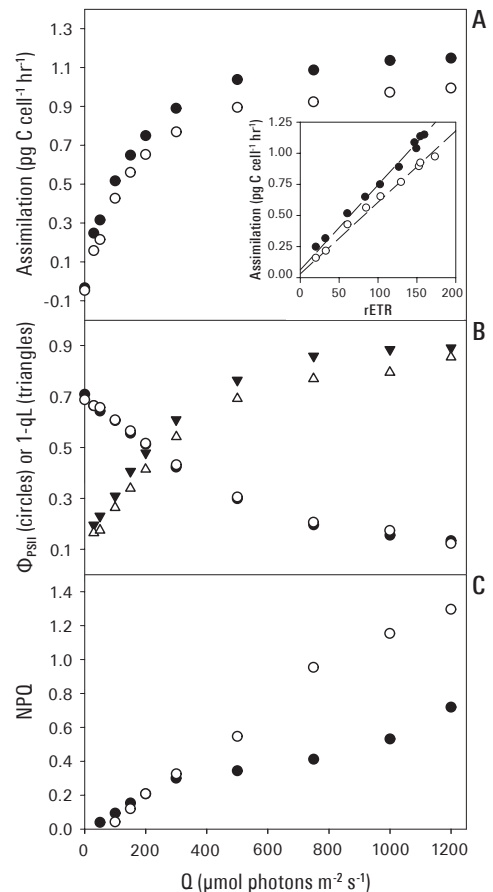 A
Assimilation (pg C cell⁻¹ hr⁻¹)
1.3
1.1
0.9
0.7
0.5
0.3
0.1
-0.1
Assimilation (pg C cell⁻¹ hr⁻¹)
1.25
1.00
0.75
0.50
0.25
0.00
0 50 100 150 200
rETR
B
Φ_PSII (circles) or 1-qL (triangles)
0.9
0.7
0.5
0.3
0.1
C
NPQ
1.4
1.2
1.0
0.8
0.6
0.4
0.2
0.0
0 200 400 600 800 1000 1200
Q (μmol photons m⁻² s⁻¹)